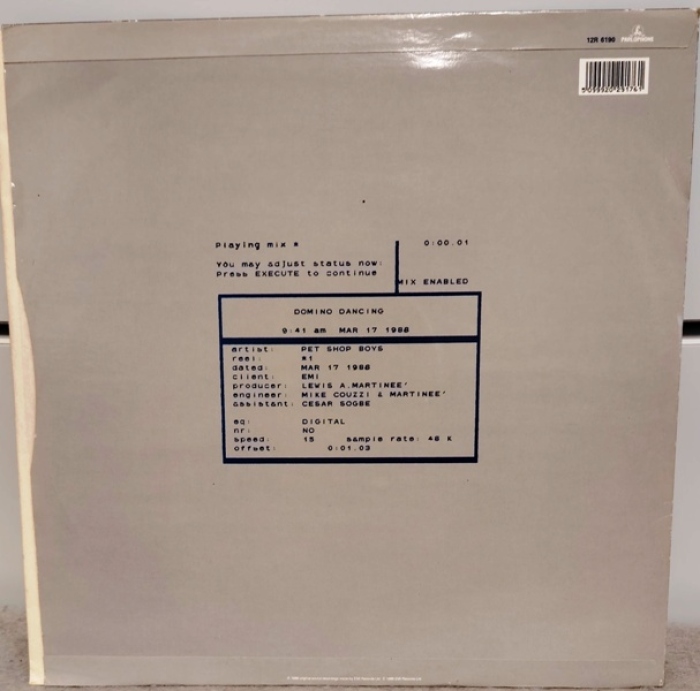 12R 6190 PARLOPHONE
5 099920 291761
Playing mix #
0:00.01
You may adjust status now:
Press EXECUTE to continue
MIX ENABLED
DOMINO DANCING
9:41 am MAR 17 1988
artist: PET SHOP BOYS
reel: #1
dated: MAR 17 1988
client: EMI
producer: LEWIS A.MARTINEE'
engineer: MIKE COUZZI & MARTINEE'
assistant: CESAR SOGBE
eq: DIGITAL
nr: NO
speed: 15 sample rate: 48 K
offset: 0:01.03